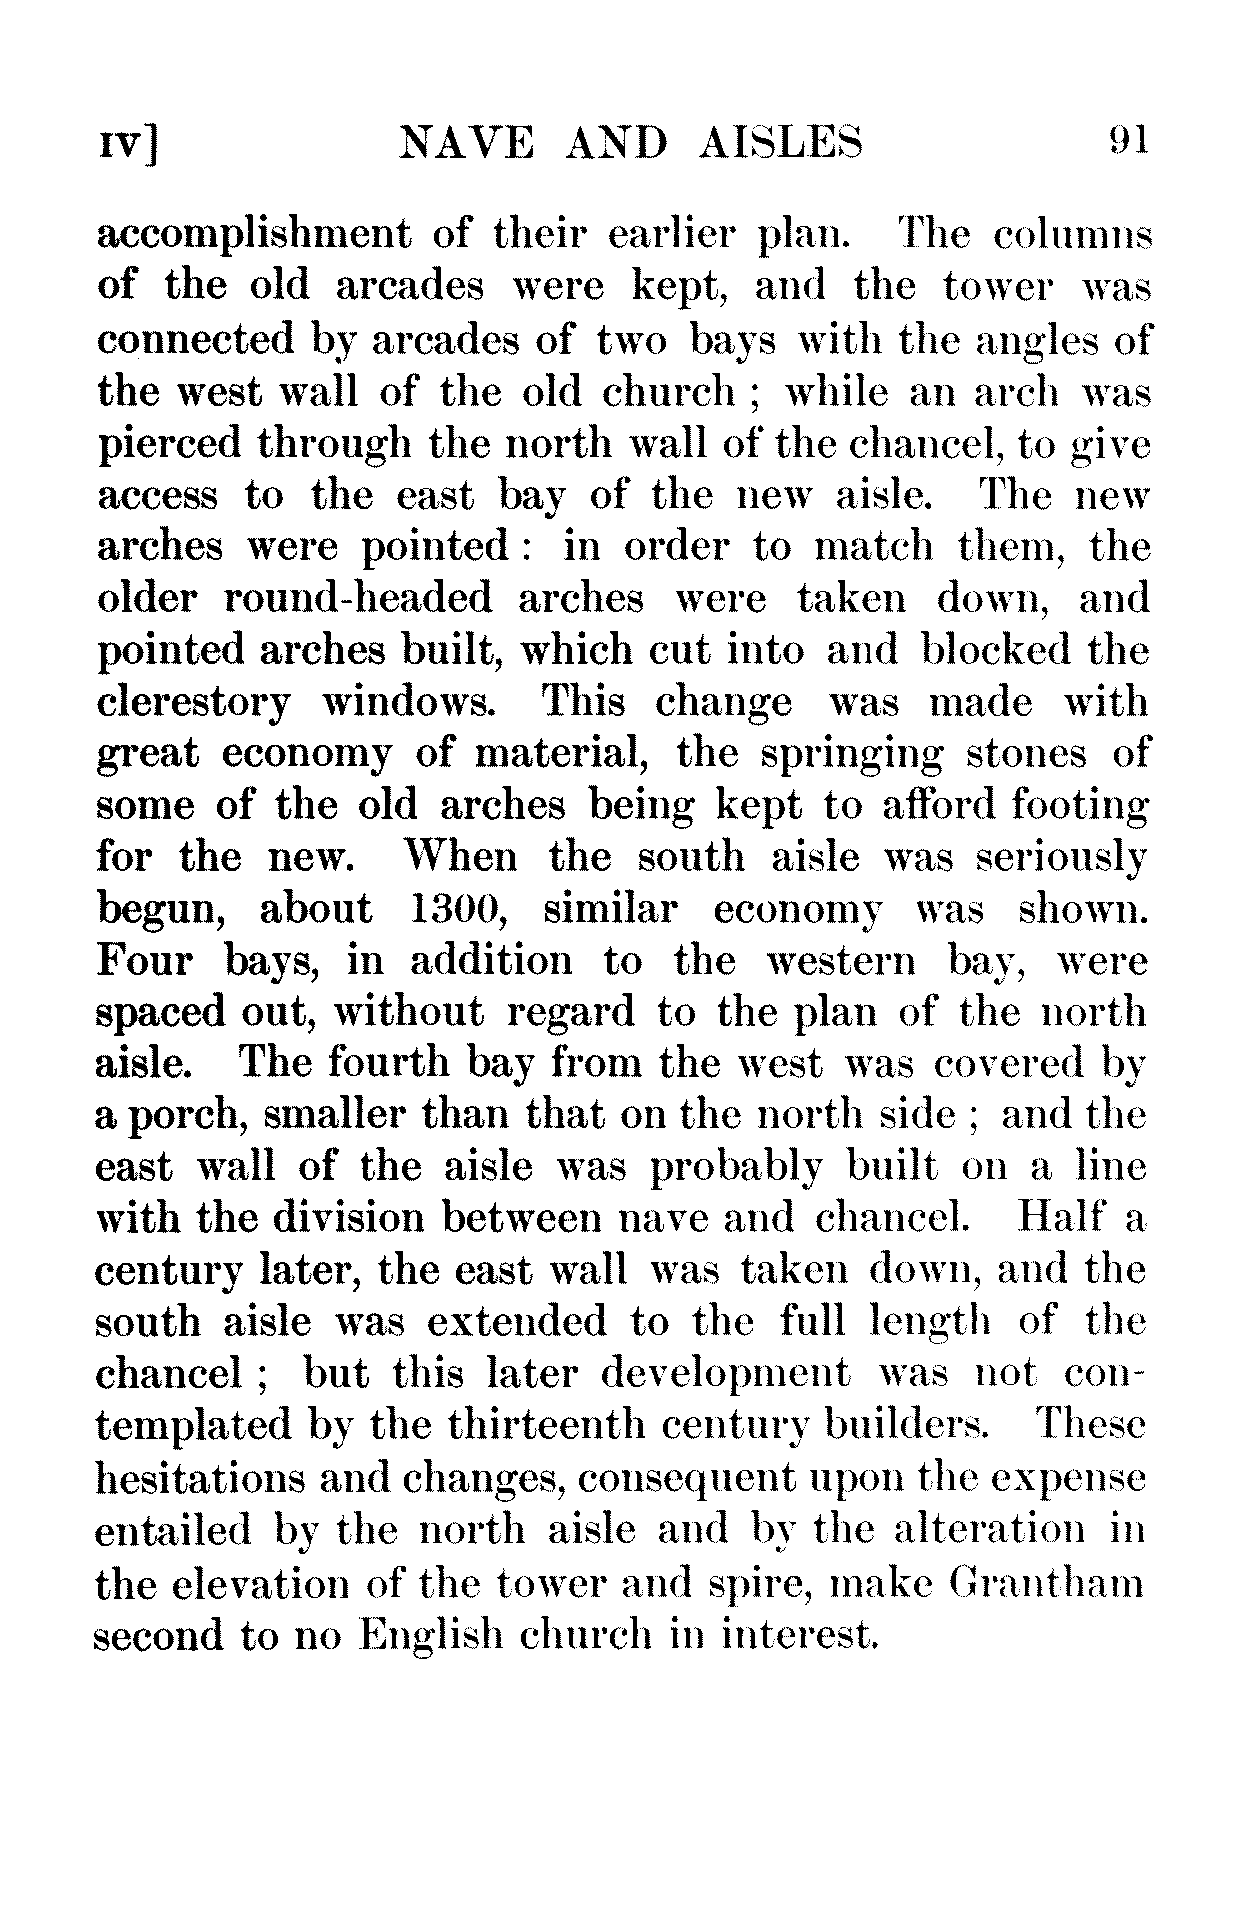 IV] NAVE AND AISLES 91
accomplishment of their earlier plan. The columns
of the old arcades were kept, and the tower was
connected by arcades of two bays with the angles of
the west wall of the old church ; while an arch was
pierced through the north wall of the chancel, to give
access to the east bay of the new aisle. The new
arches were pointed : in order to match them, the
older round-headed arches were taken down, and
pointed arches built, which cut into and blocked the
clerestory windows. This change was made with
great economy of material, the springing stones of
some of the old arches being kept to afford footing
for the new. When the south aisle was seriously
begun, about 1300, similar economy was shown.
Four bays, in addition to the western bay, were
spaced out, without regard to the plan of the north
aisle. The fourth bay from the west was covered by
a porch, smaller than that on the north side ; and the
east wall of the aisle was probably built on a line
with the division between nave and chancel. Half a
century later, the east wall was taken down, and the
south aisle was extended to the full length of the
chancel ; but this later development was not con-
templated by the thirteenth century builders. These
hesitations and changes, consequent upon the expense
entailed by the north aisle and by the alteration in
the elevation of the tower and spire, make Grantham
second to no English church in interest.